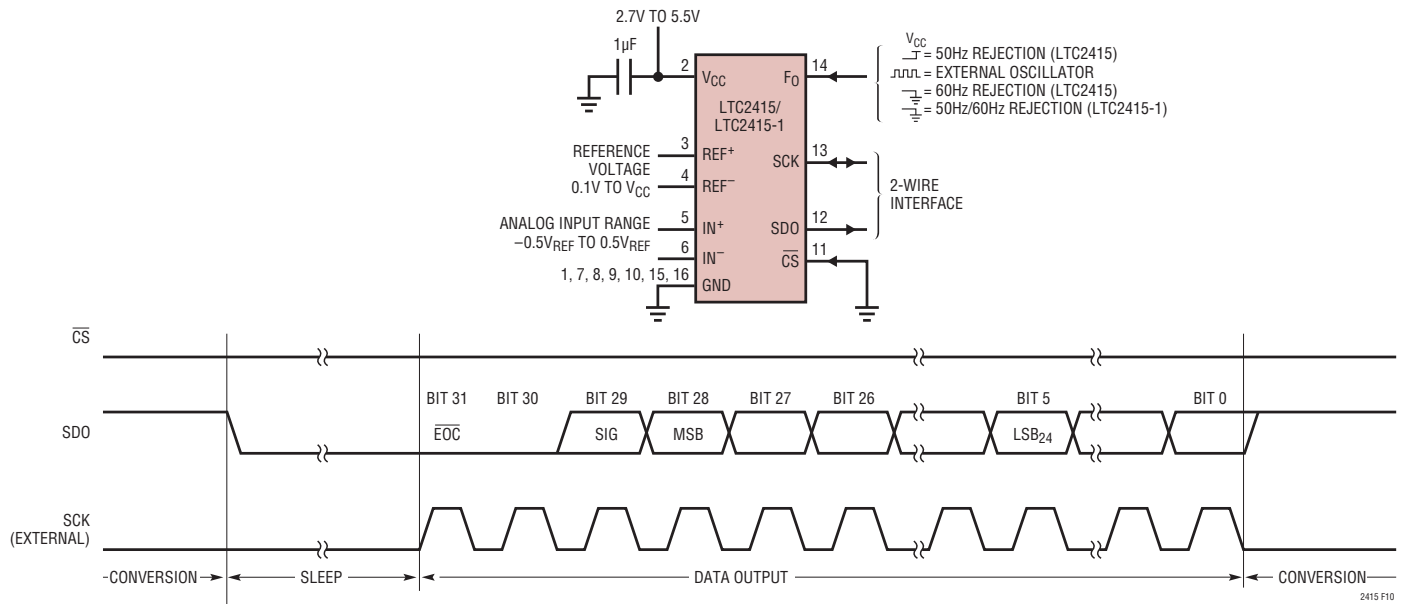 2.7V TO 5.5V
1µF
2
VCC
FO
14
VCC
= 50Hz REJECTION (LTC2415)
= EXTERNAL OSCILLATOR
= 60Hz REJECTION (LTC2415)
= 50Hz/60Hz REJECTION (LTC2415-1)
LTC2415/
LTC2415-1
REFERENCE
VOLTAGE
0.1V TO VCC
3
REF+
4
REF−
SCK
13
2-WIRE
INTERFACE
ANALOG INPUT RANGE
−0.5VREF TO 0.5VREF
5
IN+
6
IN−
SDO
12
CS
11
1, 7, 8, 9, 10, 15, 16
GND
CS
BIT 31
BIT 30
BIT 29
BIT 28
BIT 27
BIT 26
BIT 5
BIT 0
SDO
EOC
SIG
MSB
LSB24
SCK
(EXTERNAL)
CONVERSION
SLEEP
DATA OUTPUT
CONVERSION
2415 F10